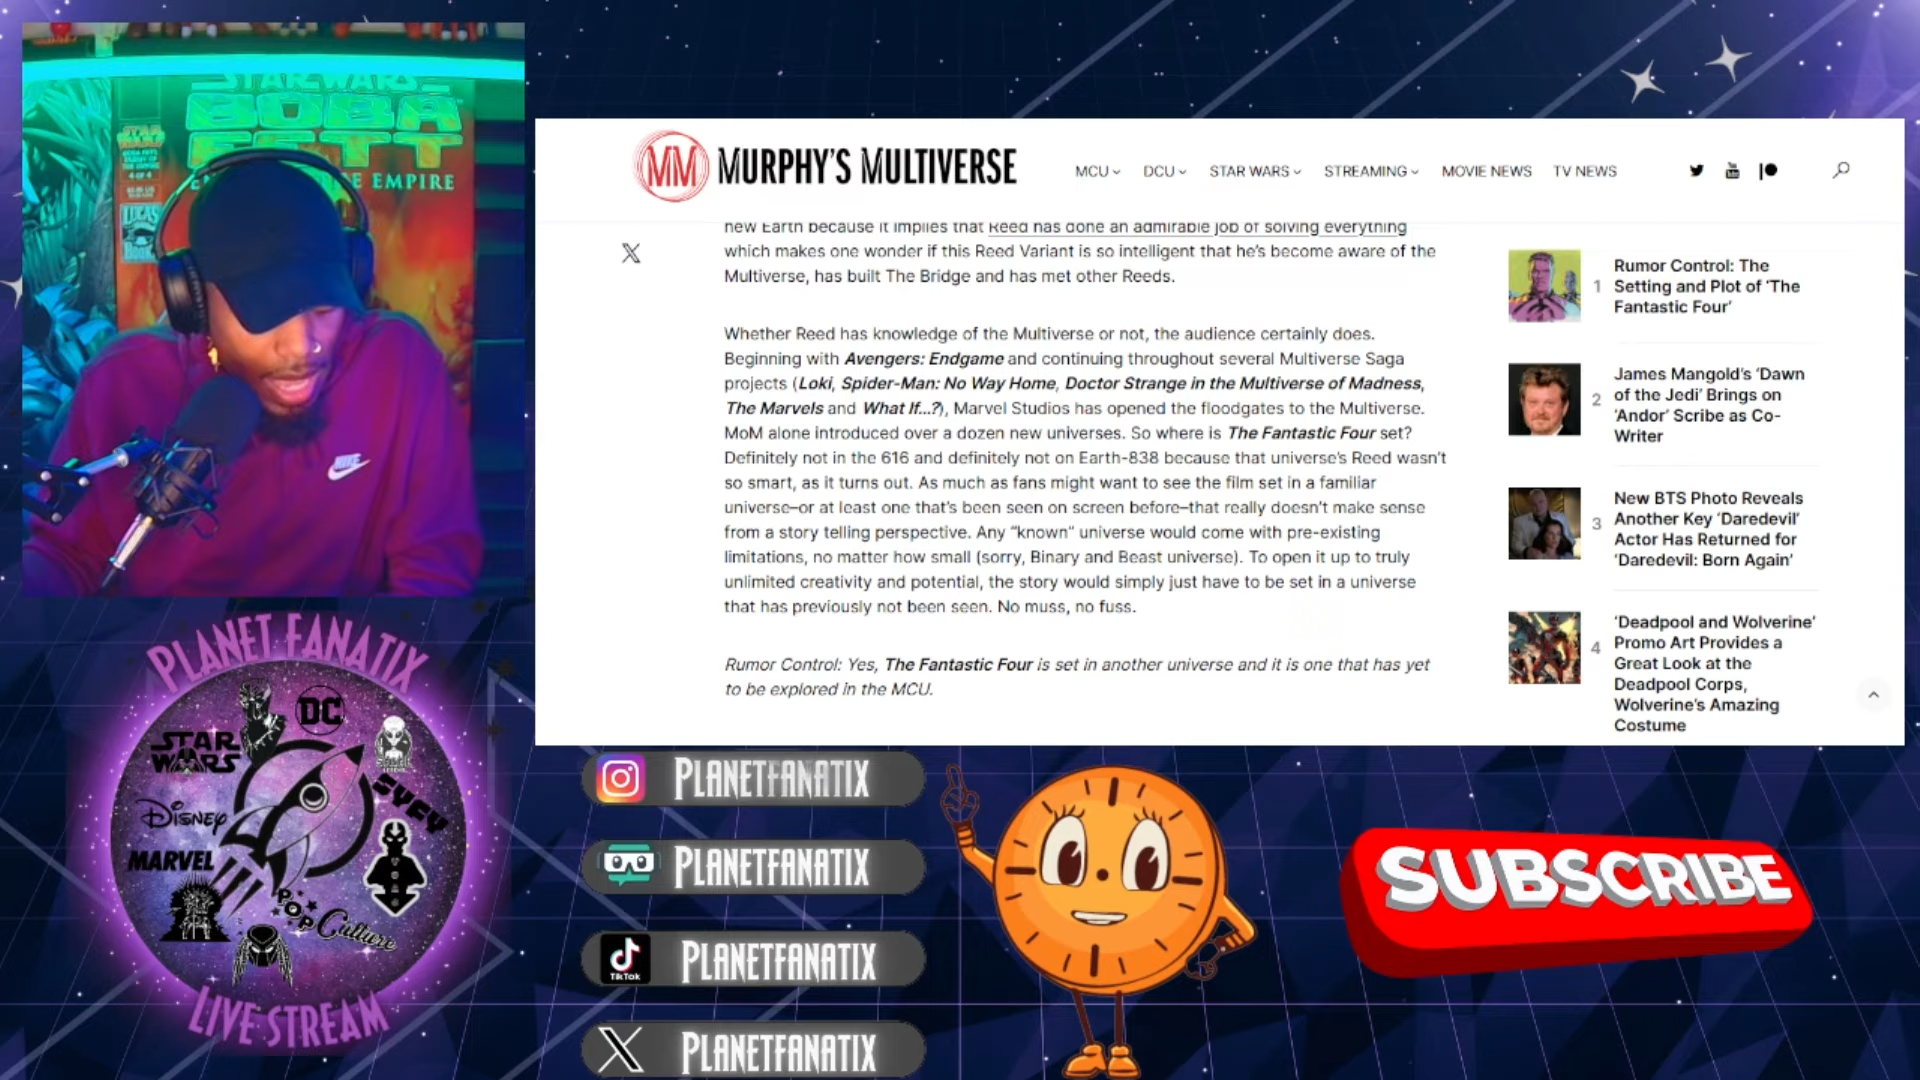 STAR WARS
BOBA
FETT
EMPIRE
MM MURPHY'S MULTIVERSE
MCU
DCU
STAR WARS
STREAMING
MOVIE NEWS
TV NEWS
new Earth because it implies that Reed has done an admirable job of solving everything
which makes one wonder if this Reed Variant is so intelligent that he's become aware of the
Multiverse, has built The Bridge and has met other Reeds.
Whether Reed has knowledge of the Multiverse or not, the audience certainly does.
Beginning with Avengers: Endgame and continuing throughout several Multiverse Saga
projects (Loki, Spider-Man: No Way Home, Doctor Strange in the Multiverse of Madness,
The Marvels and What If...?), Marvel Studios has opened the floodgates to the Multiverse.
MoM alone introduced over a dozen new universes. So where is The Fantastic Four set?
Definitely not in the 616 and definitely not on Earth-838 because that universe's Reed wasn't
so smart, as it turns out. As much as fans might want to see the film set in a familiar
universe–or at least one that's been seen on screen before–that really doesn't make sense
from a story telling perspective. Any "known" universe would come with pre-existing
limitations, no matter how small (sorry, Binary and Beast universe). To open it up to truly
unlimited creativity and potential, the story would simply just have to be set in a universe
that has previously not been seen. No muss, no fuss.
Rumor Control: Yes, The Fantastic Four is set in another universe and it is one that has yet
to be explored in the MCU.
1
Rumor Control: The
Setting and Plot of 'The
Fantastic Four'
2
James Mangold's 'Dawn
of the Jedi' Brings on
'Andor' Scribe as Co-
Writer
3
New BTS Photo Reveals
Another Key 'Daredevil'
Actor Has Returned for
'Daredevil: Born Again'
4
'Deadpool and Wolverine'
Promo Art Provides a
Great Look at the
Deadpool Corps,
Wolverine's Amazing
Costume
PLANET FANATIX
DC
STAR
WARS
SYFY
DISNEY
MARVEL
POP
Culture
LIVE STREAM
PLANETFANATIX
PLANETFANATIX
TikTok
PLANETFANATIX
PLANETFANATIX
SUBSCRIBE